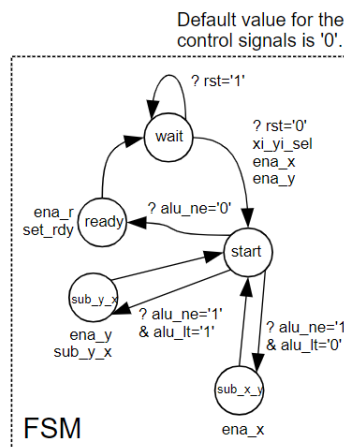 Default value for the
control signals is '0'.
? rst='1'
wait
? rst='0'
xi_yi_sel
ena_x
ena_y
ena_r
set_rdy
ready
? alu_ne='0'
start
sub_y_x
? alu_ne='1'
& alu_lt='1'
ena_y
sub_y_x
? alu_ne='1
& alu_lt='0'
sub_x_y
ena_x
FSM